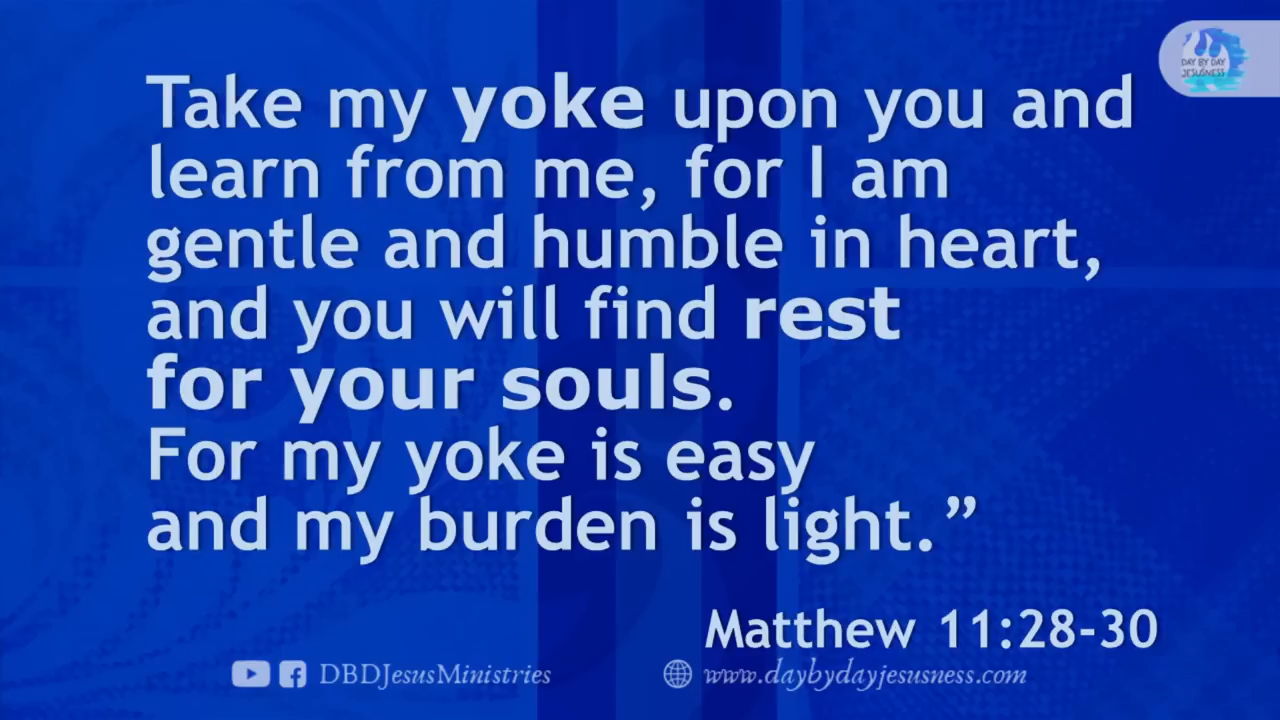 DAY BY DAY
JESUSNESS
Take my yoke upon you and
learn from me, for I am
gentle and humble in heart,
and you will find rest
for your souls.
For my yoke is easy
and my burden is light.”
Matthew 11:28-30
DBDJesusMinistries
www.daybydayjesusness.com